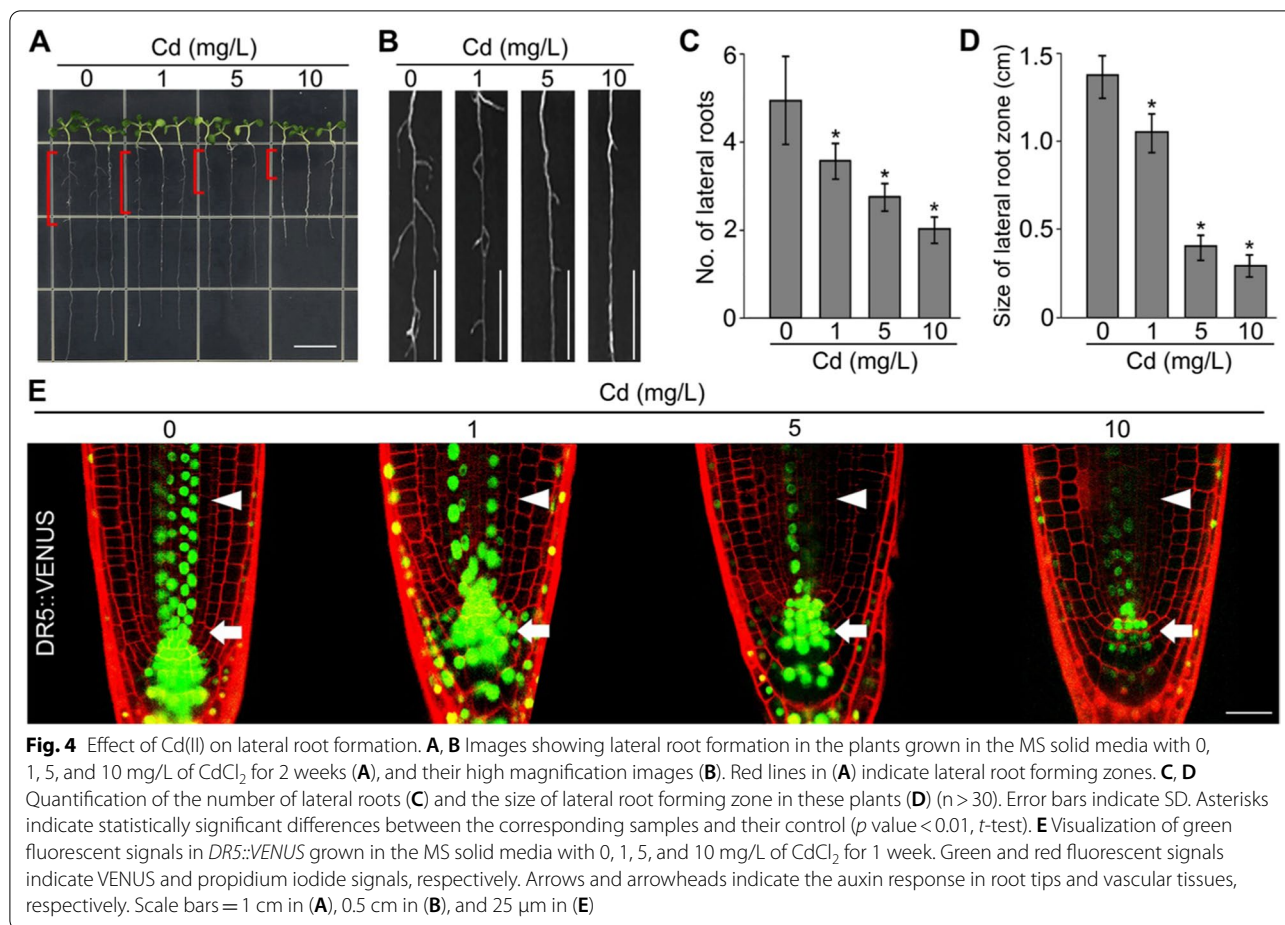 A
Cd (mg/L)
0 1 5 10
B
Cd (mg/L)
0 1 5 10
C
No. of lateral roots
6
4
2
0
*
*
*
0 1 5 10
Cd (mg/L)
D
Size of lateral root zone (cm)
1.5
1.0
0.5
0
*
*
*
0 1 5 10
Cd (mg/L)
E
Cd (mg/L)
0 1 5 10
DR5::VENUS
Fig. 4 Effect of Cd(II) on lateral root formation. A, B Images showing lateral root formation in the plants grown in the MS solid media with 0,
1, 5, and 10 mg/L of CdCl₂ for 2 weeks (A), and their high magnification images (B). Red lines in (A) indicate lateral root forming zones. C, D
Quantification of the number of lateral roots (C) and the size of lateral root forming zone in these plants (D) (n > 30). Error bars indicate SD. Asterisks
indicate statistically significant differences between the corresponding samples and their control (p value < 0.01, t-test). E Visualization of green
fluorescent signals in DR5::VENUS grown in the MS solid media with 0, 1, 5, and 10 mg/L of CdCl₂ for 1 week. Green and red fluorescent signals
indicate VENUS and propidium iodide signals, respectively. Arrows and arrowheads indicate the auxin response in root tips and vascular tissues,
respectively. Scale bars = 1 cm in (A), 0.5 cm in (B), and 25 µm in (E)